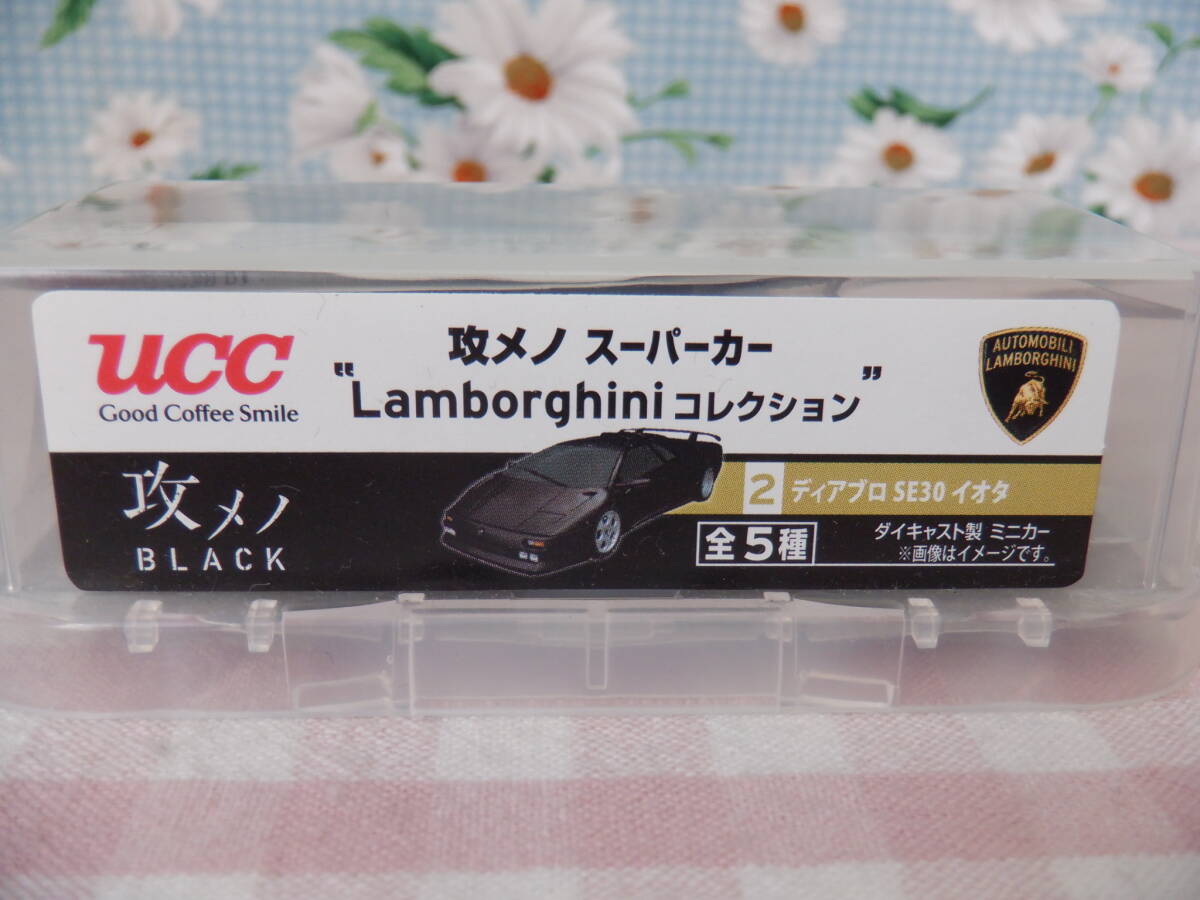 ucc
Good Coffee Smile
攻メノ スーパーカー
"Lamborghini コレクション"
AUTOMOBILI
LAMBORGHINI
攻メノ
BLACK
2 ディアブロ SE30 イオタ
全5種
ダイキャスト製 ミニカー
※画像はイメージです。